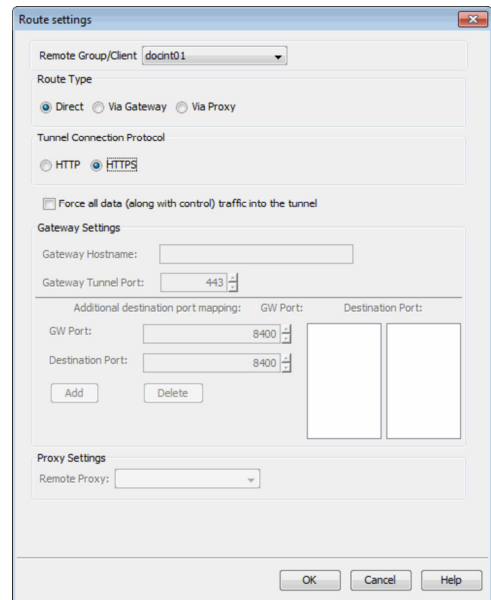 Route settings
Remote Group/Client docint01
Route Type
Direct Via Gateway Via Proxy
Tunnel Connection Protocol
HTTP HTTPS
Force all data (along with control) traffic into the tunnel
Gateway Settings
Gateway Hostname:
Gateway Tunnel Port: 443
Additional destination port mapping: GW Port: Destination Port:
GW Port: 8400
Destination Port: 8400
Add Delete
Proxy Settings
Remote Proxy:
OK Cancel Help